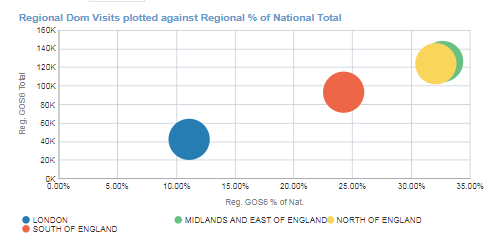 Regional Dom Visits plotted against Regional % of National Total
160K
140K
120K
100K
80K
60K
40K
20K
0K
Reg. GOS6 Total
0.00% 5.00% 10.00% 15.00% 20.00% 25.00% 30.00% 35.00%
Reg. GOS6 % of Nat.
LONDON MIDLANDS AND EAST OF ENGLAND NORTH OF ENGLAND
SOUTH OF ENGLAND